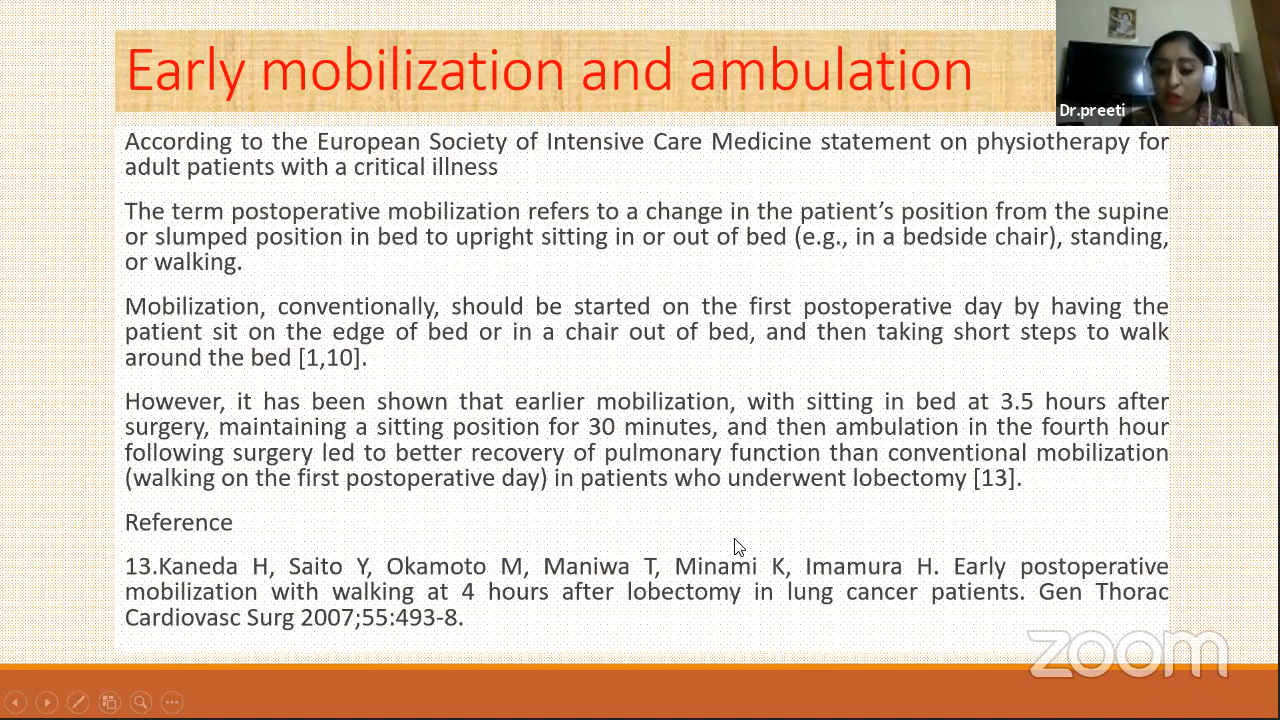 Early mobilization and ambulation
Dr.preeti
According to the European Society of Intensive Care Medicine statement on physiotherapy for
adult patients with a critical illness
The term postoperative mobilization refers to a change in the patient’s position from the supine
or slumped position in bed to upright sitting in or out of bed (e.g., in a bedside chair), standing,
or walking.
Mobilization, conventionally, should be started on the first postoperative day by having the
patient sit on the edge of bed or in a chair out of bed, and then taking short steps to walk
around the bed [1,10].
However, it has been shown that earlier mobilization, with sitting in bed at 3.5 hours after
surgery, maintaining a sitting position for 30 minutes, and then ambulation in the fourth hour
following surgery led to better recovery of pulmonary function than conventional mobilization
(walking on the first postoperative day) in patients who underwent lobectomy [13].
Reference
13.Kaneda H, Saito Y, Okamoto M, Maniwa T, Minami K, Imamura H. Early postoperative
mobilization with walking at 4 hours after lobectomy in lung cancer patients. Gen Thorac
Cardiovasc Surg 2007;55:493-8.
zoom